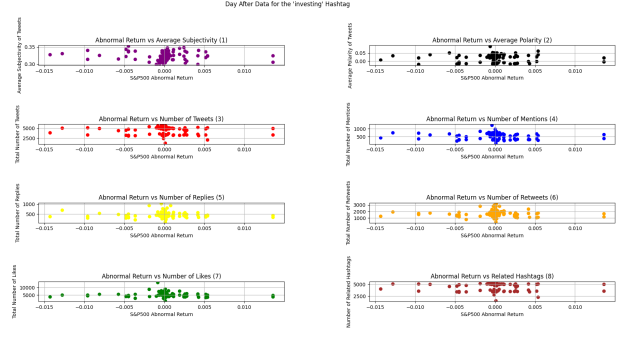 Day After Data for the 'investing' Hashtag
Abnormal Return vs Average Subjectivity (1)
Average Subjectivity of Tweets
0.35
0.30
−0.015 −0.010 −0.005 0.000 0.005 0.010
S&P500 Abnormal Return
Abnormal Return vs Average Polarity (2)
Average Polarity of Tweets
0.05
0.00
−0.015 −0.010 −0.005 0.000 0.005 0.010
S&P500 Abnormal Return
Abnormal Return vs Number of Tweets (3)
Total Number of Tweets
5000
2500
−0.015 −0.010 −0.005 0.000 0.005 0.010
S&P500 Abnormal Return
Abnormal Return vs Number of Mentions (4)
Total Number of Mentions
1000
500
−0.015 −0.010 −0.005 0.000 0.005 0.010
S&P500 Abnormal Return
Abnormal Return vs Number of Replies (5)
Total Number of Replies
1000
500
−0.015 −0.010 −0.005 0.000 0.005 0.010
S&P500 Abnormal Return
Abnormal Return vs Number of Retweets (6)
Total Number of Retweets
3000
2000
1000
−0.015 −0.010 −0.005 0.000 0.005 0.010
S&P500 Abnormal Return
Abnormal Return vs Number of Likes (7)
Total Number of Likes
10000
5000
−0.015 −0.010 −0.005 0.000 0.005 0.010
S&P500 Abnormal Return
Abnormal Return vs Related Hashtags (8)
Number of Related Hashtags
5000
2500
−0.015 −0.010 −0.005 0.000 0.005 0.010
S&P500 Abnormal Return